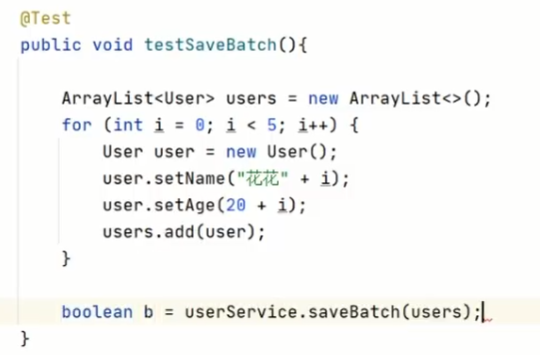 @Test
public void testSaveBatch(){
ArrayList<User> users = new ArrayList<>();
for (int i = 0; i < 5; i++) {
User user = new User();
user.setName("花花" + i);
user.setAge(20 + i);
users.add(user);
}
boolean b = userService.saveBatch(users);
}